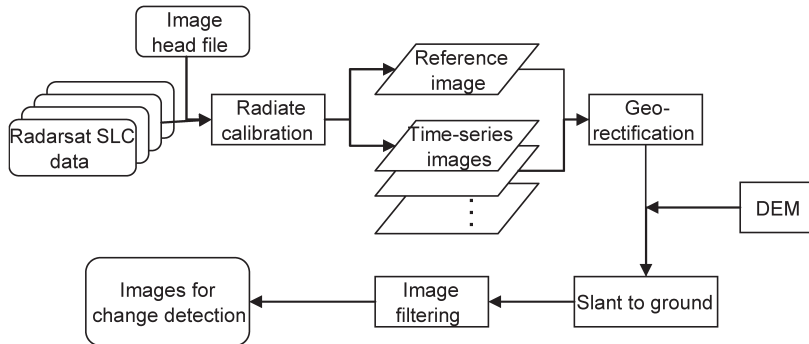 Image
head file
Radarsat SLC
data
Radiate
calibration
Reference
image
Time-series
images
Geo-
rectification
DEM
Slant to ground
Image
filtering
Images for
change detection